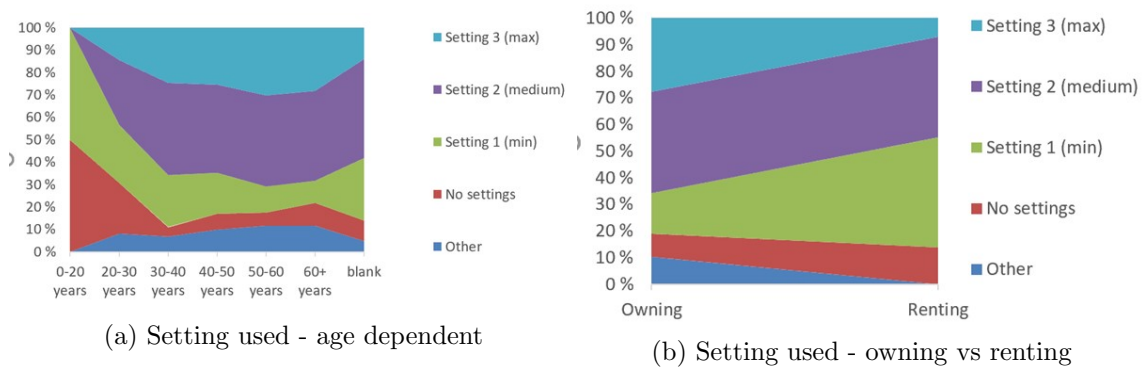 100 %
90 %
80 %
70 %
60 %
50 %
40 %
30 %
20 %
10 %
0 %
0-20 years
20-30 years
30-40 years
40-50 years
50-60 years
60+ years
blank
Setting 3 (max)
Setting 2 (medium)
Setting 1 (min)
No settings
Other
(a) Setting used - age dependent
100 %
90 %
80 %
70 %
60 %
50 %
40 %
30 %
20 %
10 %
0 %
Owning
Renting
Setting 3 (max)
Setting 2 (medium)
Setting 1 (min)
No settings
Other
(b) Setting used - owning vs renting